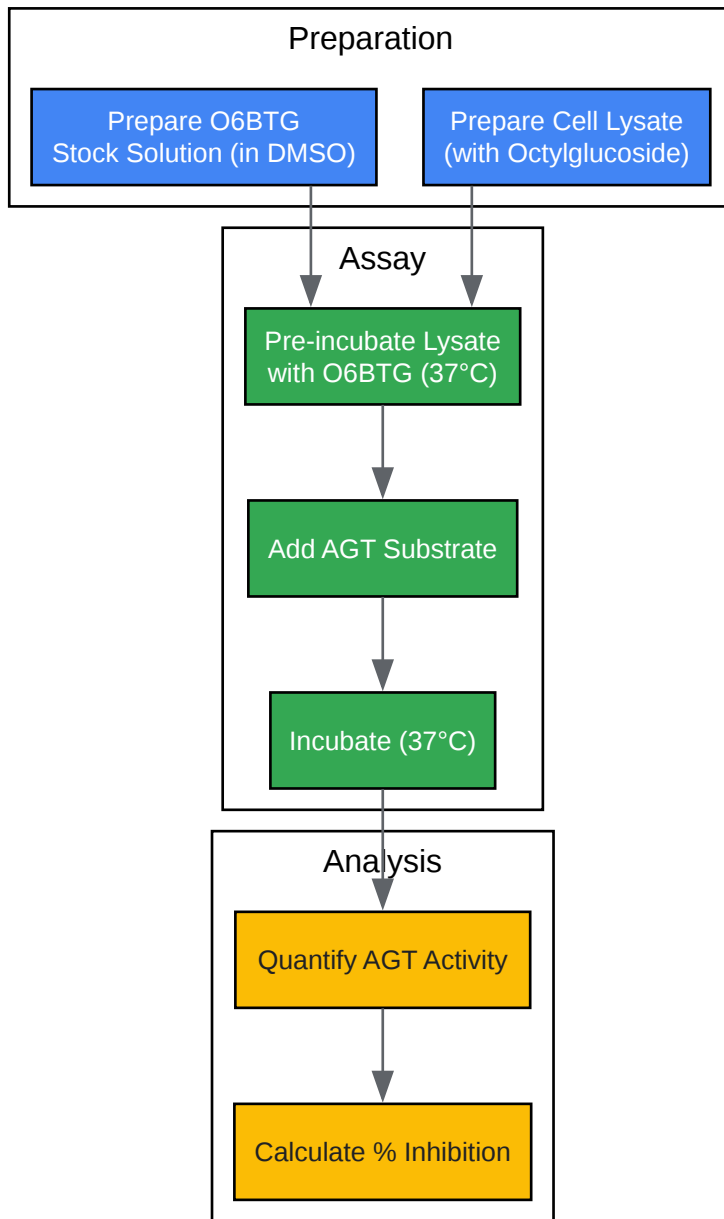 Preparation
Prepare O6BTG
Stock Solution (in DMSO)
Prepare Cell Lysate
(with Octylglucoside)
Assay
Pre-incubate Lysate
with O6BTG (37°C)
Add AGT Substrate
Incubate (37°C)
Analysis
Quantify AGT Activity
Calculate % Inhibition